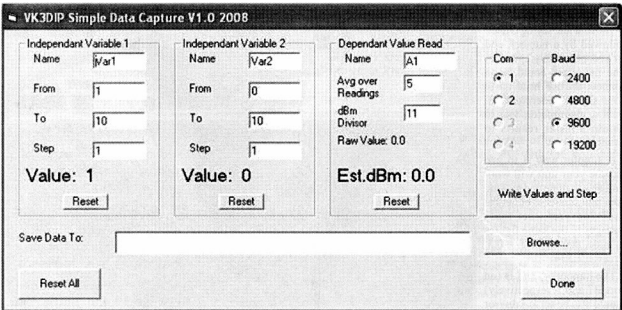 VK3DIP Simple Data Capture V1.0 2008
Independant Variable 1
Name Var1
From 1
To 10
Step 1
Value: 1
Reset
Independant Variable 2
Name Var2
From 0
To 10
Step 1
Value: 0
Reset
Dependant Value Read
Name A1
Avg over
Readings 5
dBm
Divisor 11
Raw Value: 0.0
Est.dBm: 0.0
Reset
Com
1
2
3
4
Baud
2400
4800
9600
19200
Write Values and Step
Save Data To:
Browse...
Reset All
Done